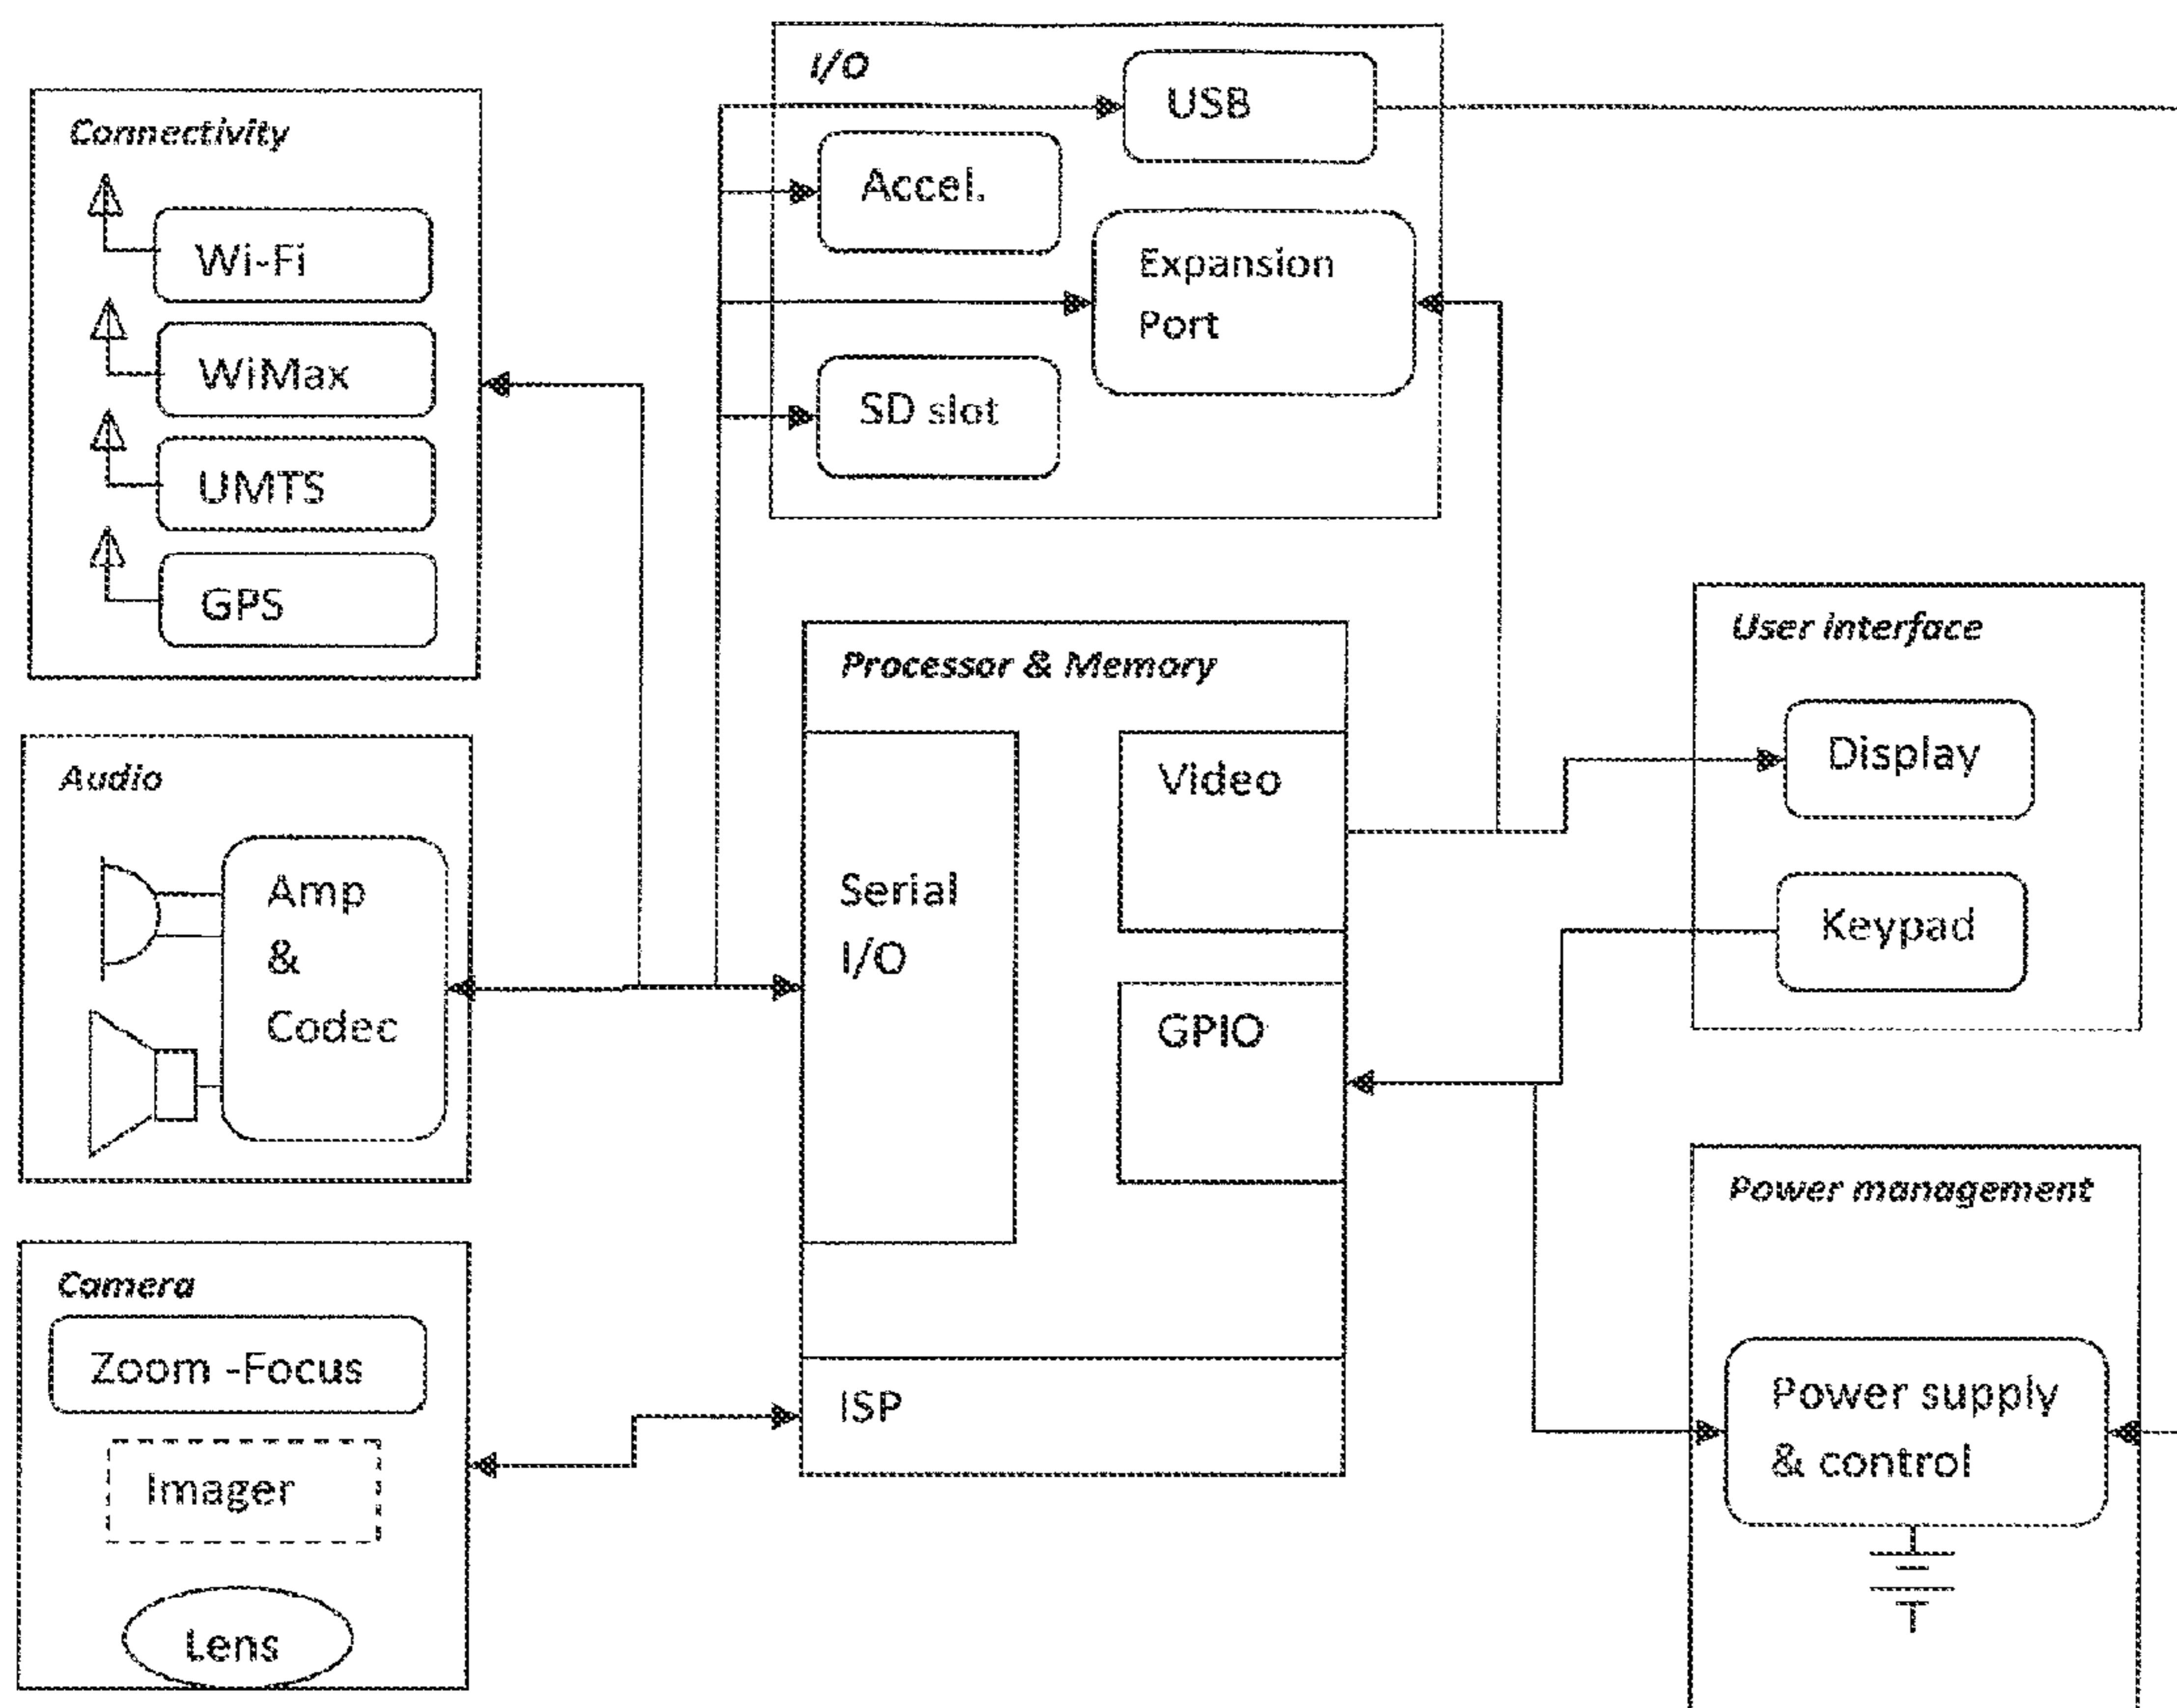 I/O
USB
Accel.
Expansion
Port
SD slot
Connectivity
Wi-Fi
WiMax
UMTS
GPS
Processor & Memory
Serial
I/O
Video
GPIO
ISP
User interface
Display
Keypad
Audio
Amp
&
Codec
Power management
Power supply
& control
Camera
Zoom -Focus
Imager
Lens